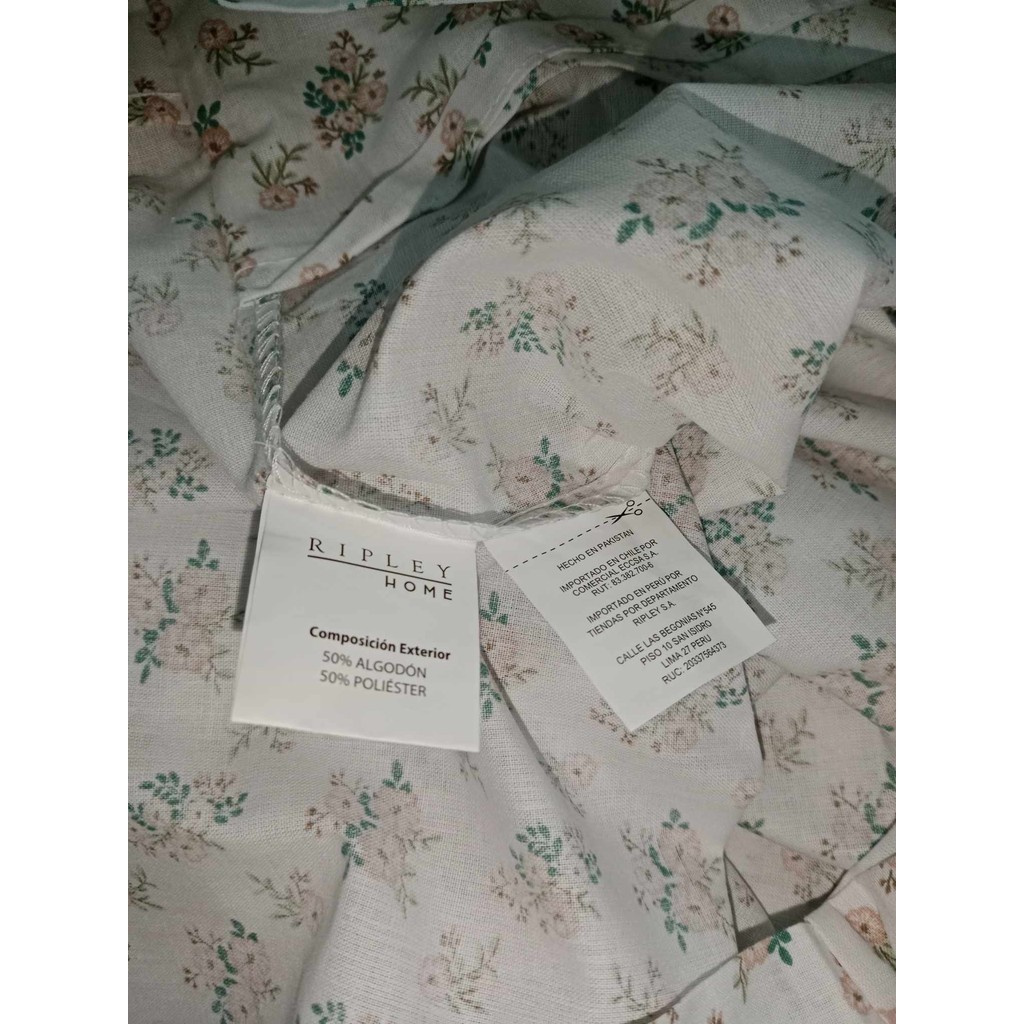 RIPLEY
HOME
Composición Exterior
50% ALGODÓN
50% POLIÉSTER
HECHO EN PAKISTAN
IMPORTADO EN CHILE POR
COMERCIAL ECCSA S.A.
RUT: 83.382.700-6
IMPORTADO EN PERÚ POR
TIENDAS POR DEPARTAMENTO
RIPLEY S.A.
CALLE LAS BEGONIAS N°545
PISO 10 SAN ISIDRO
LIMA 27 PERU
RUC: 20337564373